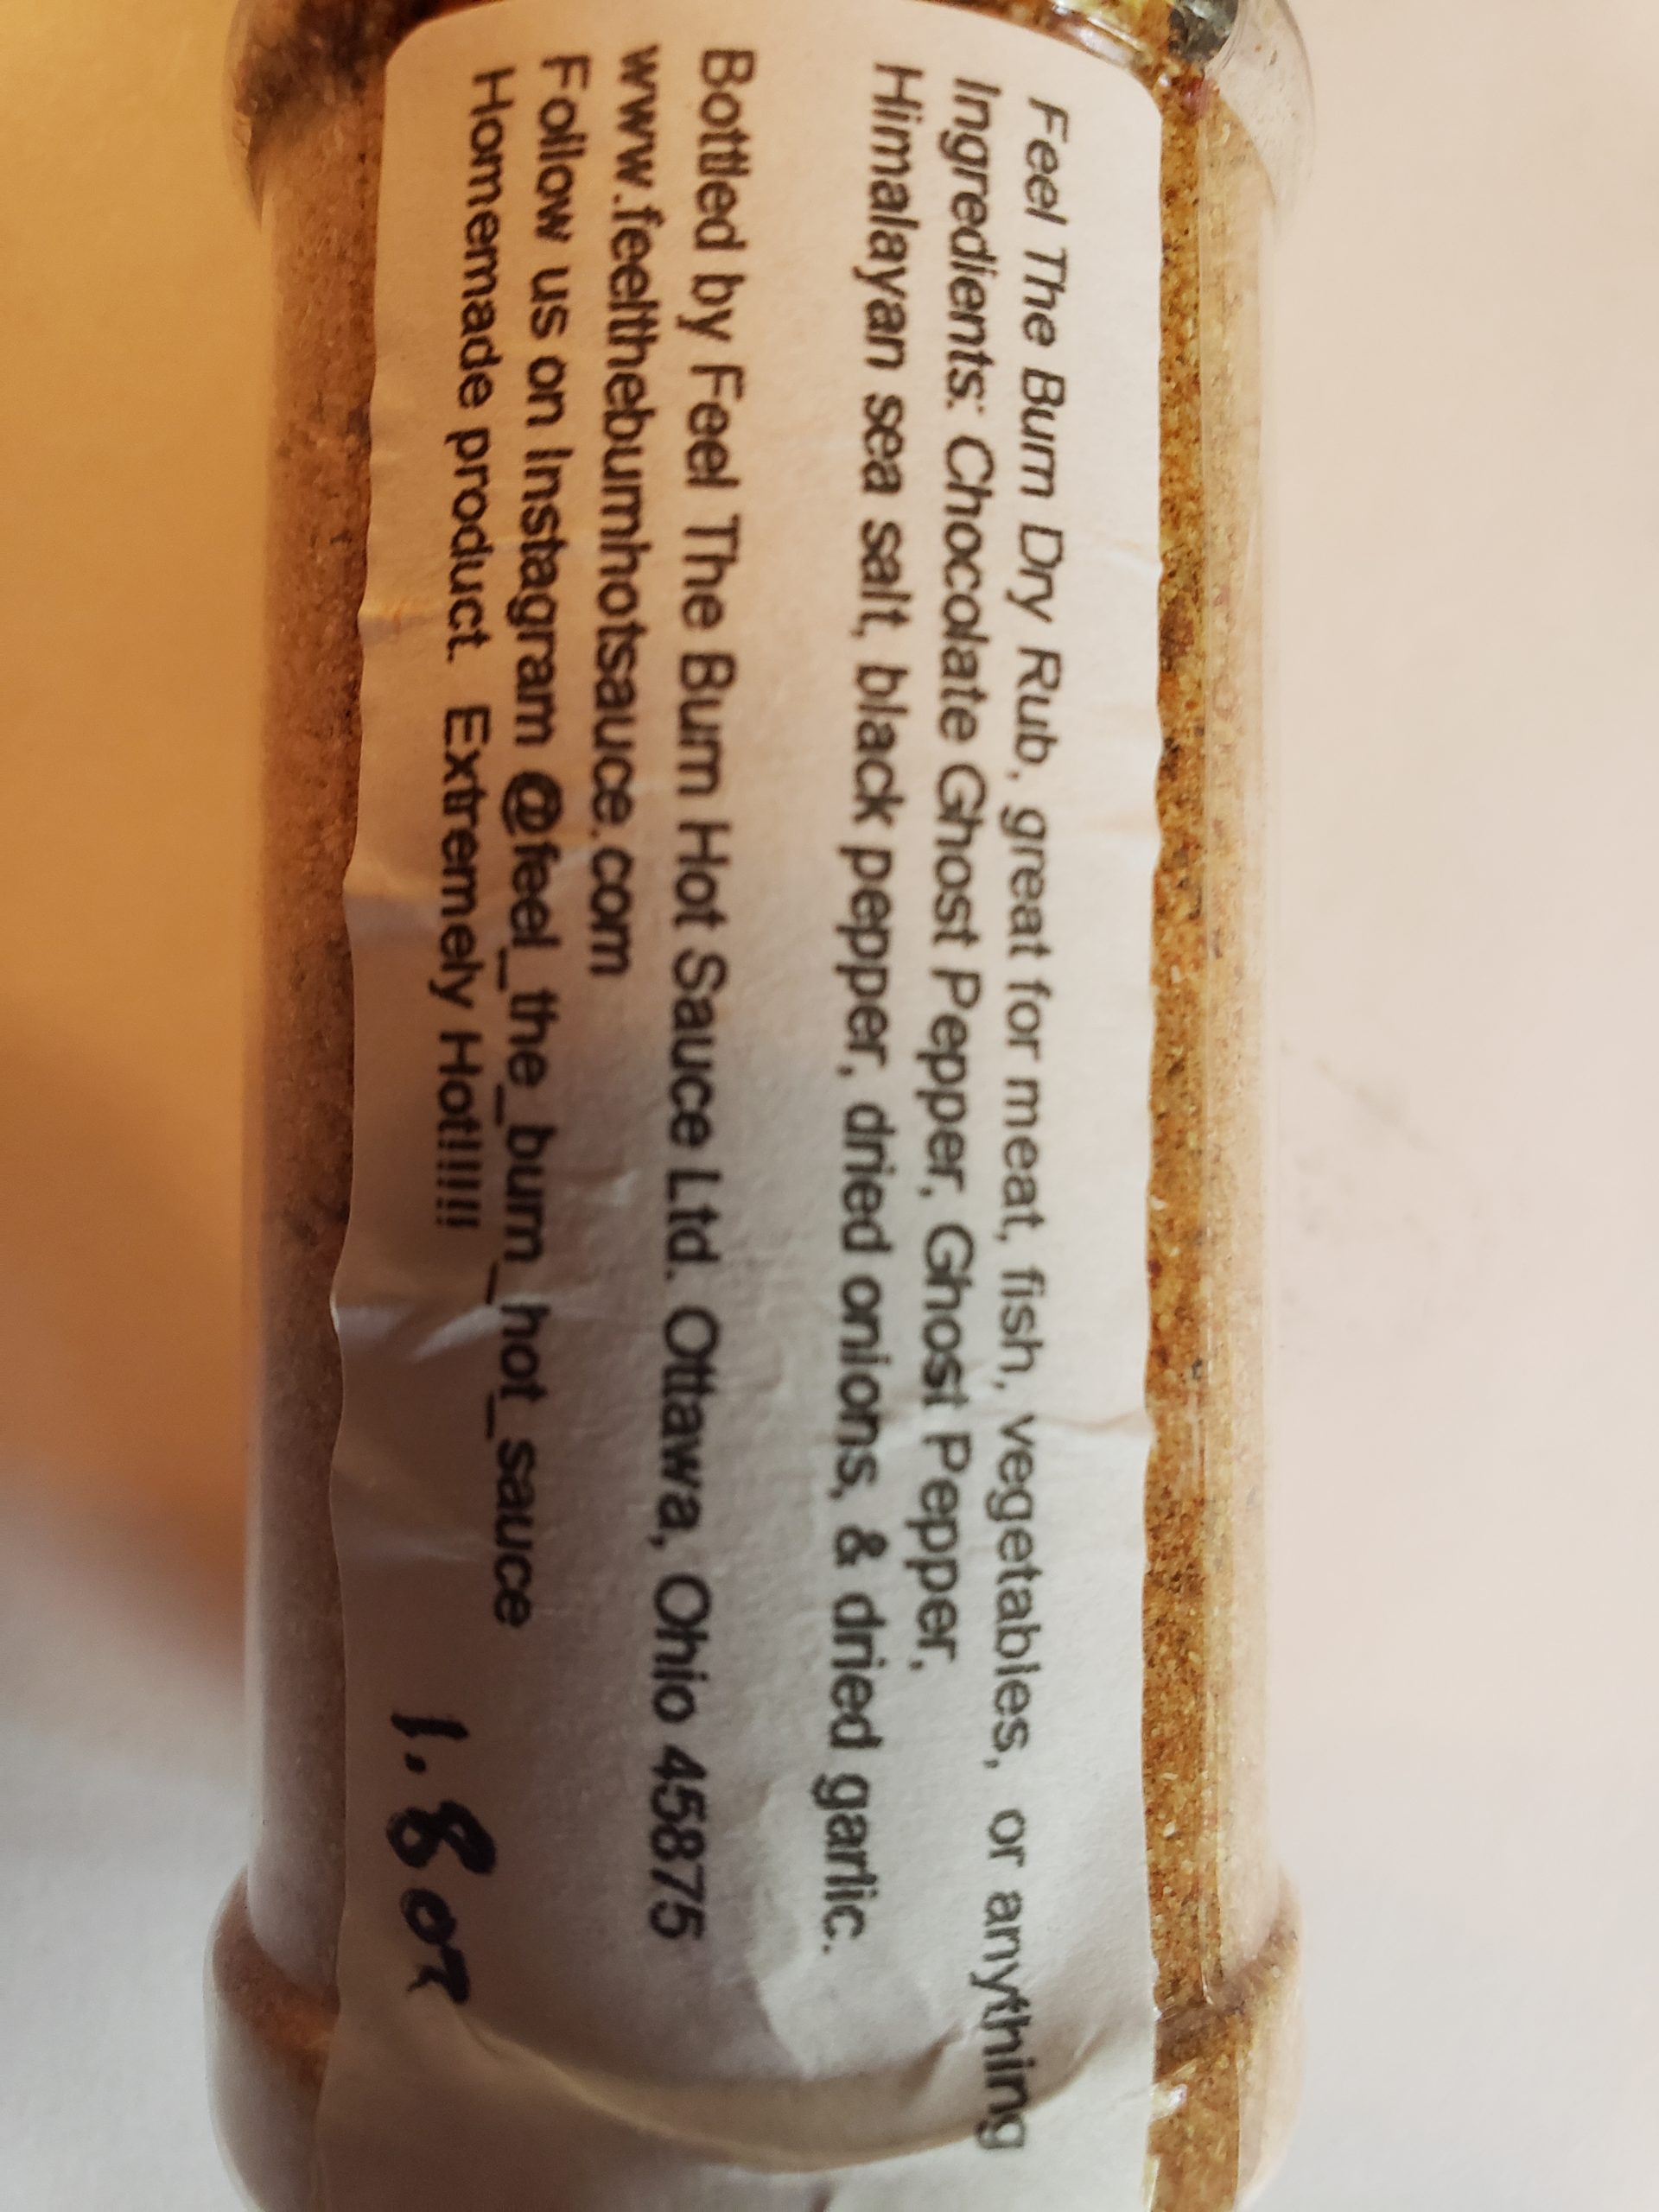 Feel The Burn Dry Rub, great for meat, fish, vegetables, or anything
Ingredients: Chocolate Ghost Pepper, Ghost Pepper,
Himalayan sea salt, black pepper, dried onions, & dried garlic.
Bottled by Feel The Burn Hot Sauce Ltd. Ottawa, Ohio 45875
www.feeltheburnhotsauce.com
Follow us on Instagram @feel_the_burn_hot_sauce
Homemade product. Extremely Hot!!!!!
1.8 oz